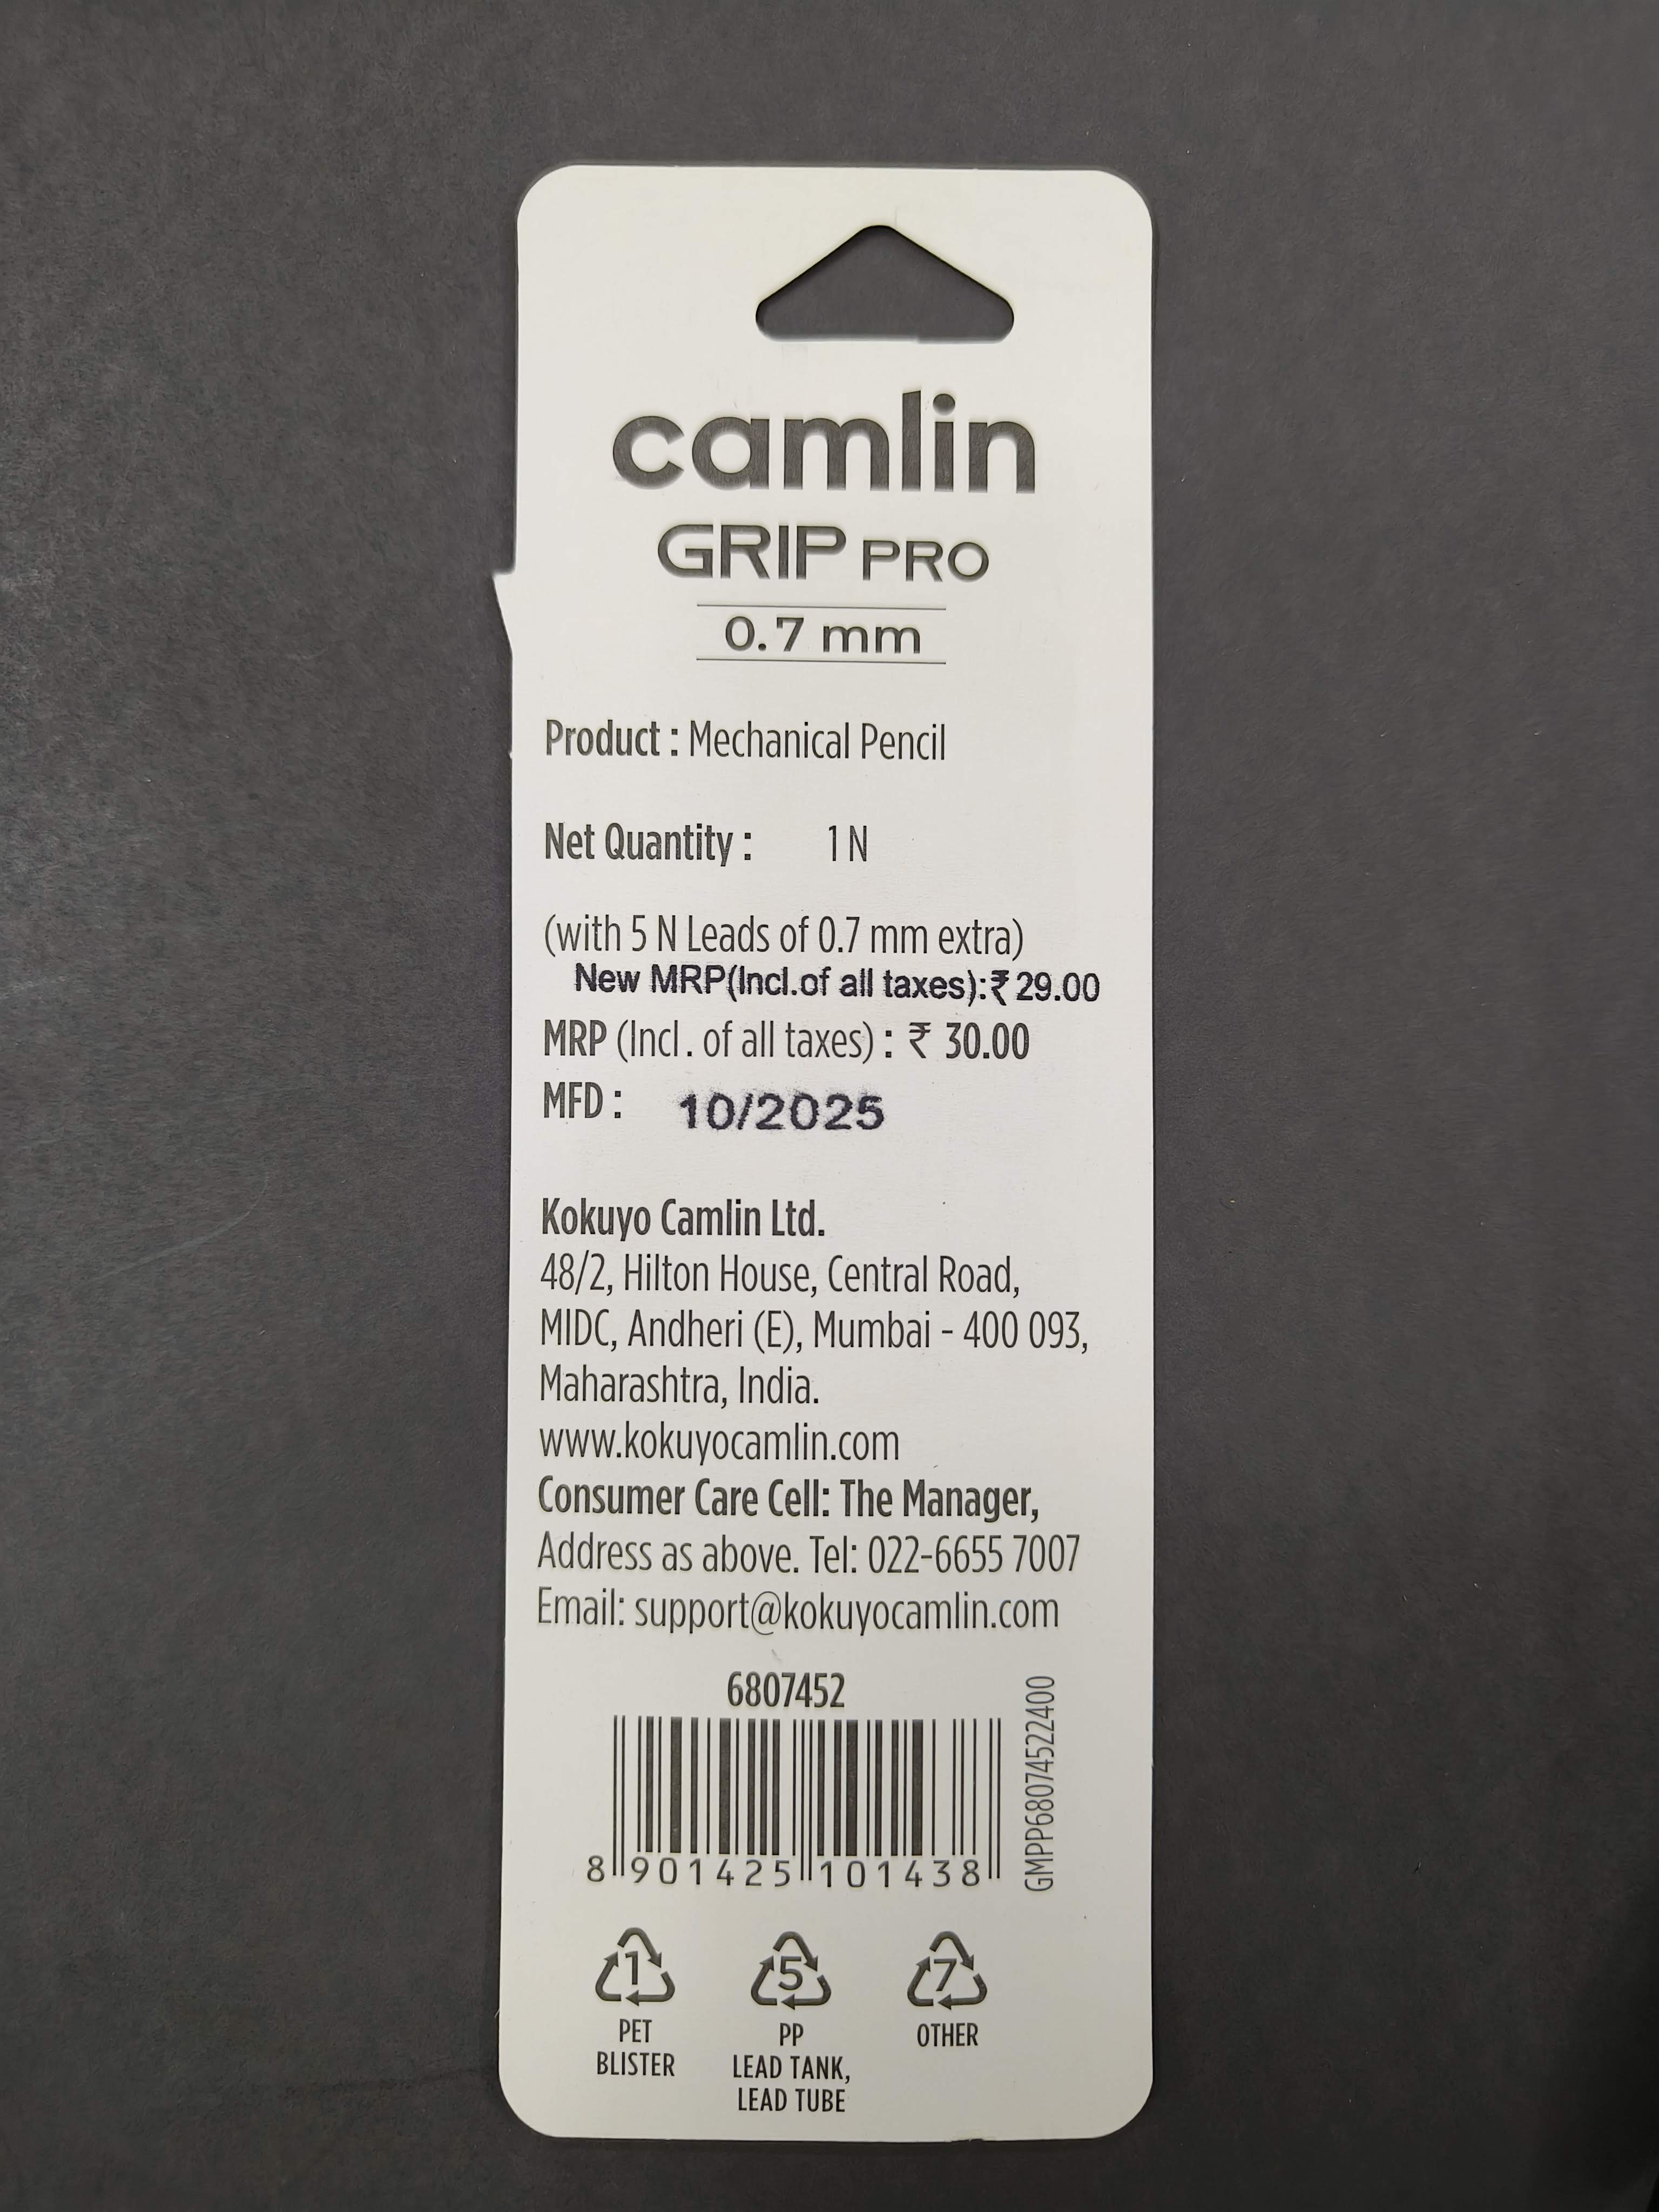 camlin
GRIP PRO
0.7 mm
Product : Mechanical Pencil
Net Quantity : 1 N
(with 5 N Leads of 0.7 mm extra)
New MRP(Incl.of all taxes):₹ 29.00
MRP (Incl. of all taxes) : ₹ 30.00
MFD : 10/2025
Kokuyo Camlin Ltd.
48/2, Hilton House, Central Road,
MIDC, Andheri (E), Mumbai - 400 093,
Maharashtra, India.
www.kokuyocamlin.com
Consumer Care Cell: The Manager,
Address as above. Tel: 022-6655 7007
Email: support@kokuyocamlin.com
6807452
8 901425 101438
GMPP68074522400
1
PET
BLISTER
5
PP
LEAD TANK,
LEAD TUBE
7
OTHER